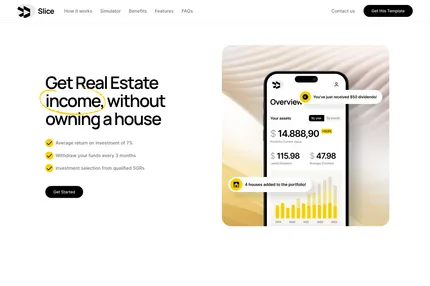 Slice
How it works
Simulator
Benefits
Features
FAQs
Contact us
Get this Template
Get Real Estate
income, without
owning a house
Average return on investment of 7%
Withdraw your funds every 3 months
Investment selection from qualified SGRs
Get Started
Overview
You've just received $50 dividends!
Your assets
$ 14.888,90
$ 115.98
$ 47.98
4 houses added to the portfolio!